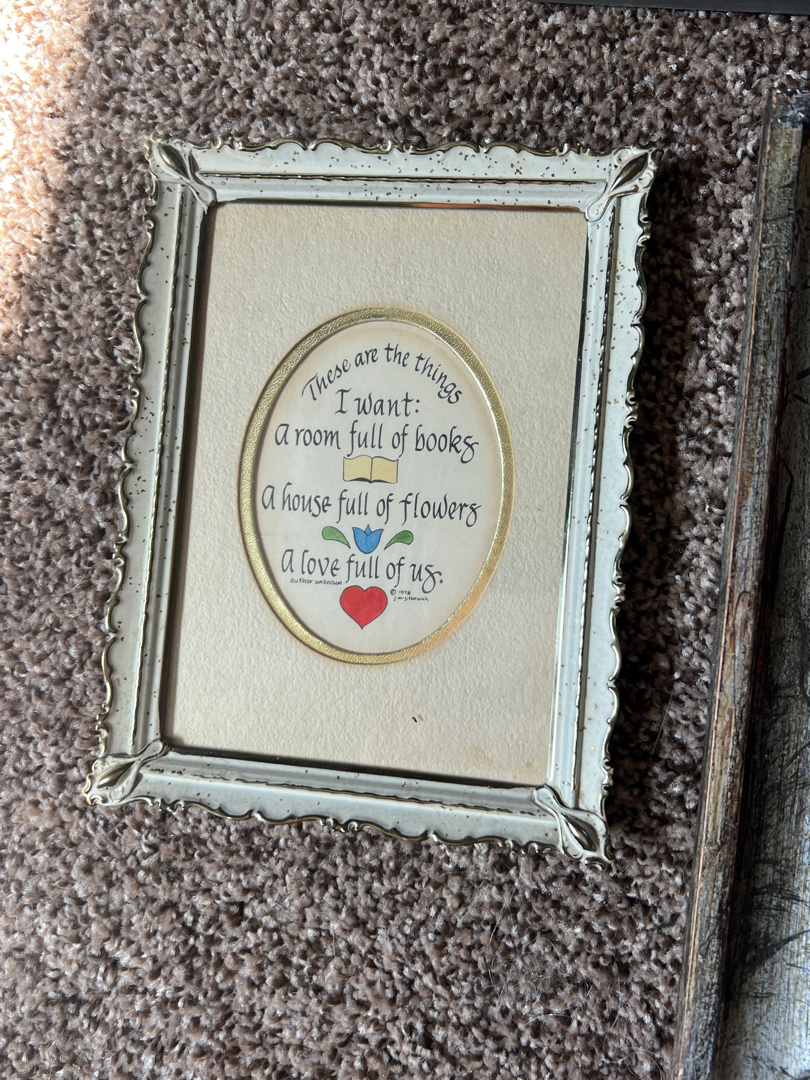 These are the things
I want:
A room full of books
A house full of flowers
A love full of us.
author unknown
© 1978